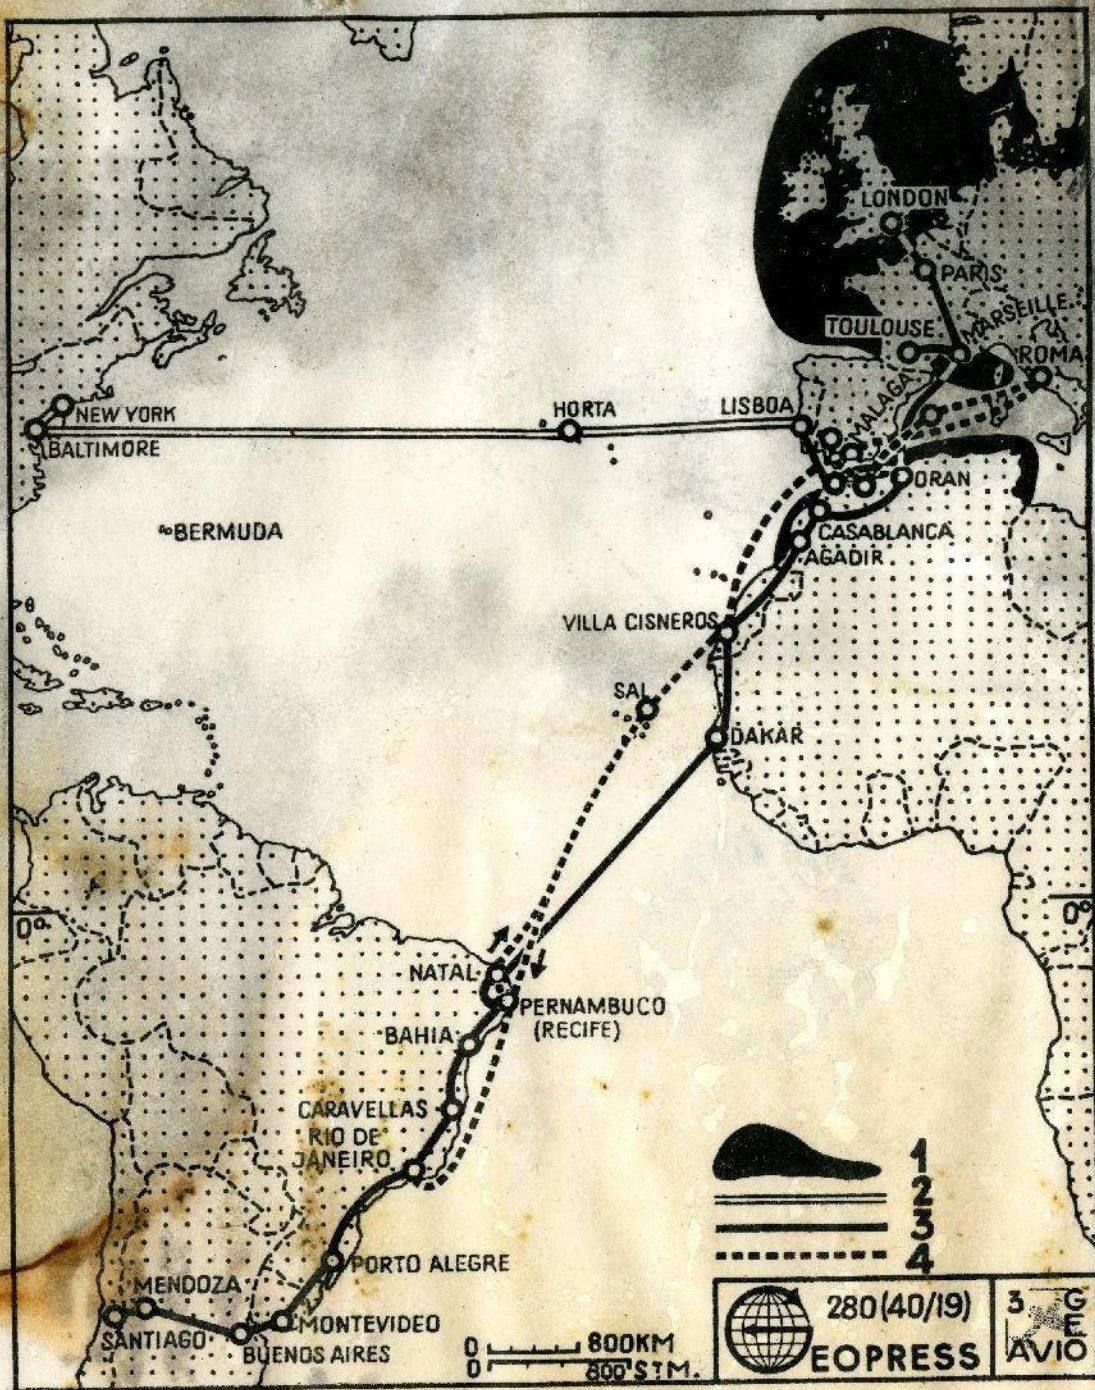 LONDON
PARIS
MARSEILLE
TOULOUSE
ROMA
MALAGA
NEW YORK
HORTA
LISBOA
BALTIMORE
ORAN
BERMUDA
CASABLANCA
AGADIR
VILLA CISNEROS
SAL
DAKAR
0°
0°
NATAL
PERNAMBUCO
(RECIFE)
BAHIA
CARAVELLAS
RIO DE
JANEIRO
1
2
3
4
PORTO ALEGRE
MENDOZA
MONTEVIDEO
SANTIAGO
BUENOS AIRES
0 800KM
0 800 ST.M.
280(40/19)
EOPRESS
3
AVIO